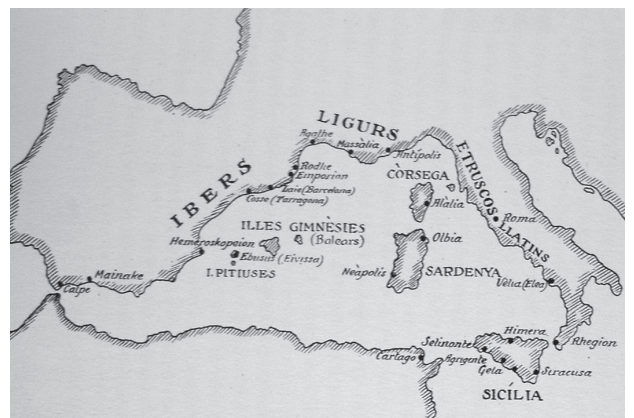 LIGURS
Agathe
Massàlia
Antípolis
Rodhe
Emporion
Laie (Barcelona)
Cosse (Tarragona)
IBERS
CÒRSEGA
Alàlia
ETRUSCOS
LLATINS
Roma
ILLES GIMNÈSIES
(Balears)
Hemeroskopeion
Ebusus (Eivissa)
I. PITIUSES
Olbia
Neàpolis
SARDENYA
Vèlia (Elea)
Mainake
Calpe
Cartago
Himera
Selinonte
Agrigente
Gela
Siracusa
Rhegion
SICÍLIA